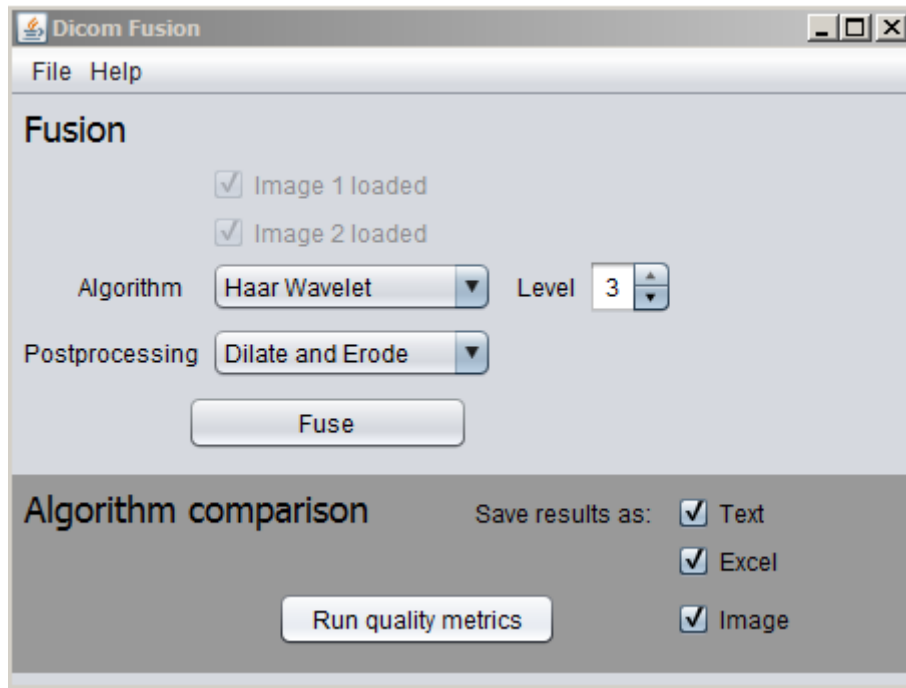 Dicom Fusion
File Help
Fusion
Image 1 loaded
Image 2 loaded
Algorithm Haar Wavelet Level 3
Postprocessing Dilate and Erode
Fuse
Algorithm comparison Save results as: Text
Excel
Run quality metrics Image